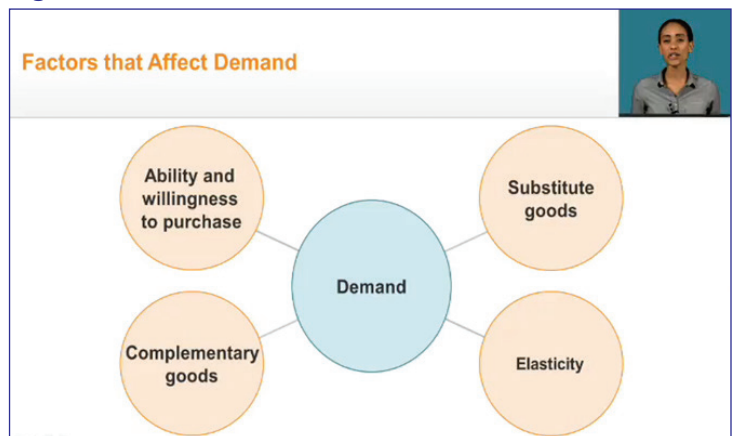 Factors that Affect Demand
Ability and
willingness
to purchase
Substitute
goods
Demand
Complementary
goods
Elasticity